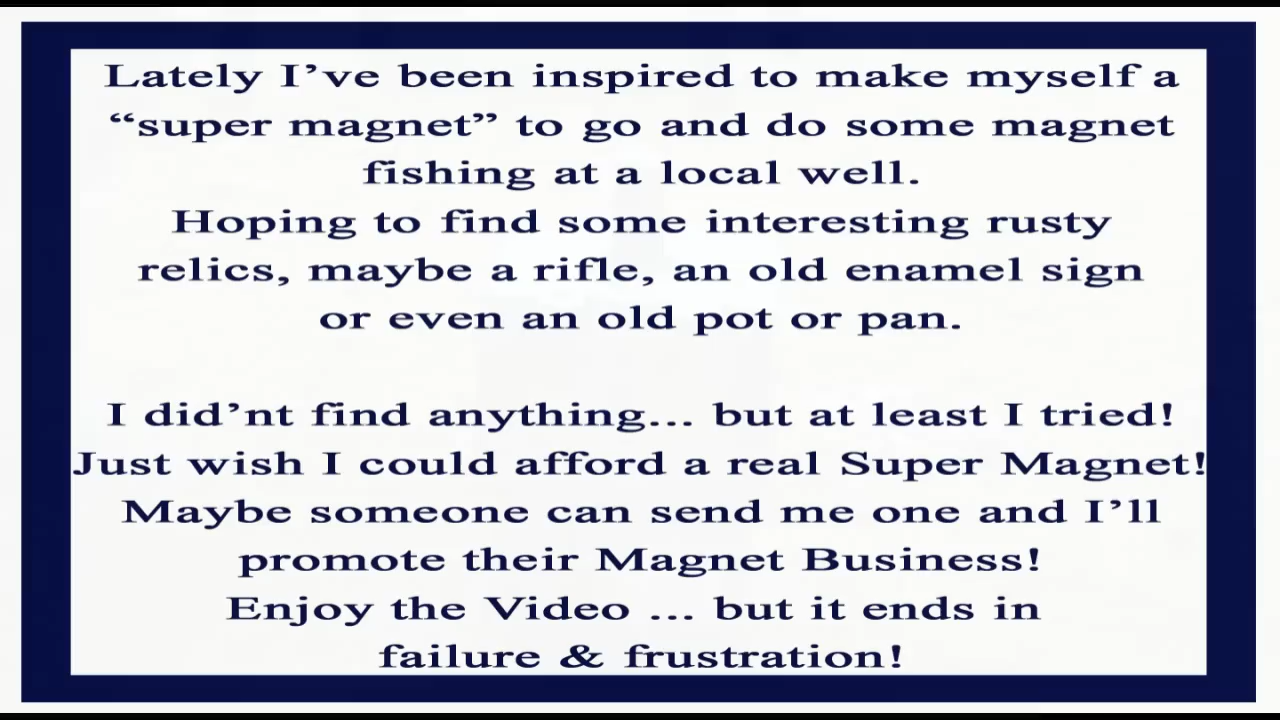 Lately I’ve been inspired to make myself a
“super magnet” to go and do some magnet
fishing at a local well.
Hoping to find some interesting rusty
relics, maybe a rifle, an old enamel sign
or even an old pot or pan.
I did’nt find anything... but at least I tried!
Just wish I could afford a real Super Magnet!
Maybe someone can send me one and I’ll
promote their Magnet Business!
Enjoy the Video ... but it ends in
failure & frustration!